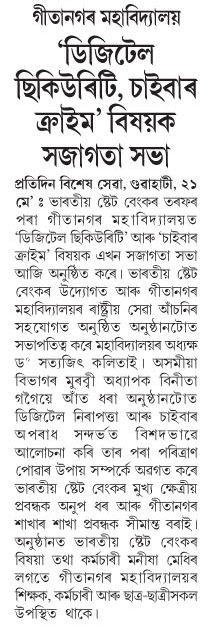 গীতানগৰ মহাবিদ্যালয়
‘ডিজিটেল
ছিকিউৰিটি, চাইবাৰ
ক্ৰাইম’ বিষয়ক
সজাগতা সভা
প্ৰতিদিন বিশেষ সেৱা, গুৱাহাটী, ২১
মে’ ঃ ভাৰতীয় ষ্টেট বেংকৰ তৰফৰ
পৰা গীতানগৰ মহাবিদ্যালয়ত
‘ডিজিটেল ছিকিউৰিটি’ আৰু ‘চাইবাৰ
ক্ৰাইম’ বিষয়ক এখন সজাগতা সভা
আজি অনুষ্ঠিত কৰে। ভাৰতীয় ষ্টেট
বেংকৰ উদ্যোগত আৰু গীতানগৰ
মহাবিদ্যালয়ৰ ৰাষ্ট্ৰীয় সেৱা আঁচনিৰ
সহযোগত অনুষ্ঠিত অনুষ্ঠানটোত
সভাপতিত্ব কৰে মহাবিদ্যালয়ৰ অধ্যক্ষ
ড° সত্যজিৎ কলিতাই। অসমীয়া
বিভাগৰ মুৰব্বী অধ্যাপক বিনীতা
গগৈয়ে আঁত ধৰা অনুষ্ঠানটোত
ডিজিটেল নিৰাপত্তা আৰু চাইবাৰ
অপৰাধ সন্দৰ্ভত বিশদভাৱে
আলোচনা কৰি তাৰ পৰা পৰিত্ৰাণ
পোৱাৰ উপায় সম্পৰ্কে অৱগত কৰে
ভাৰতীয় ষ্টেট বেংকৰ মুখ্য ক্ষেত্ৰীয়
প্ৰবন্ধক অনুপ ধৰ আৰু গীতানগৰ
শাখাৰ শাখা প্ৰবন্ধক সীমান্ত বৰাই।
অনুষ্ঠানত ভাৰতীয় ষ্টেট বেংকৰ
বিষয়া তথা কৰ্মচাৰী মনীষা মেধিৰ
লগতে গীতানগৰ মহাবিদ্যালয়ৰ
শিক্ষক, কৰ্মচাৰী আৰু ছাত্ৰ-ছাত্ৰীসকল
উপস্থিত থাকে।